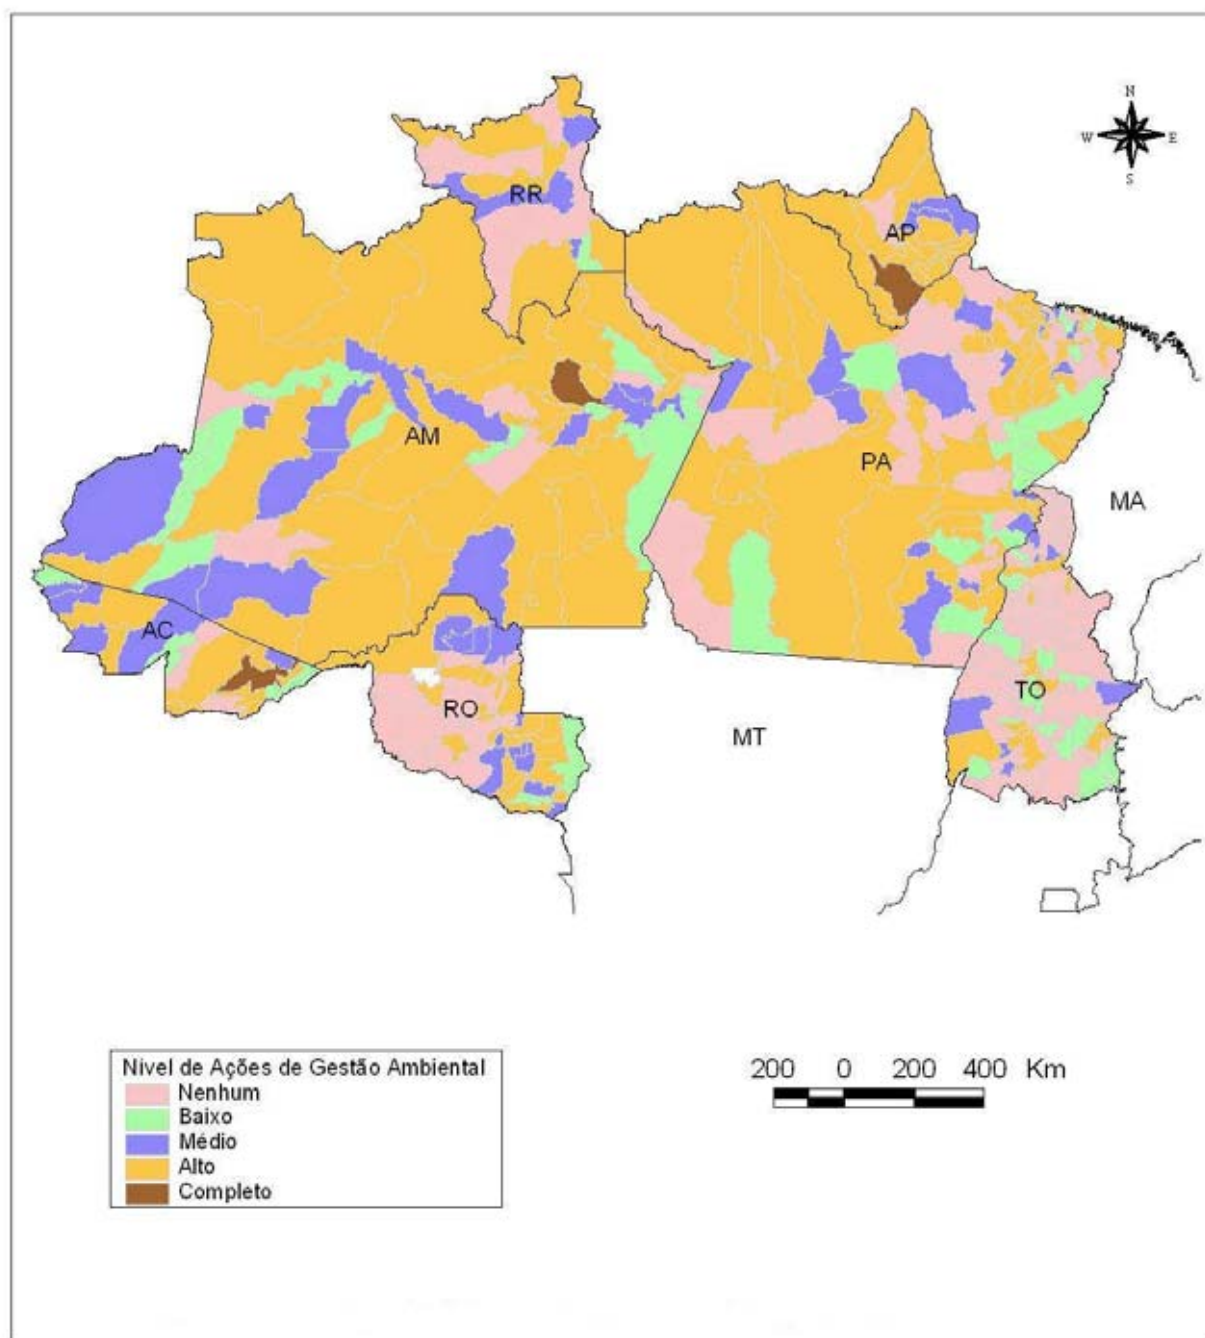 N
W E
S
RR
AP
AM
PA
MA
AC
RO
TO
MT
Nivel de Ações de Gestão Ambiental
Nenhum
Baixo
Médio
Alto
Completo
200 0 200 400 Km